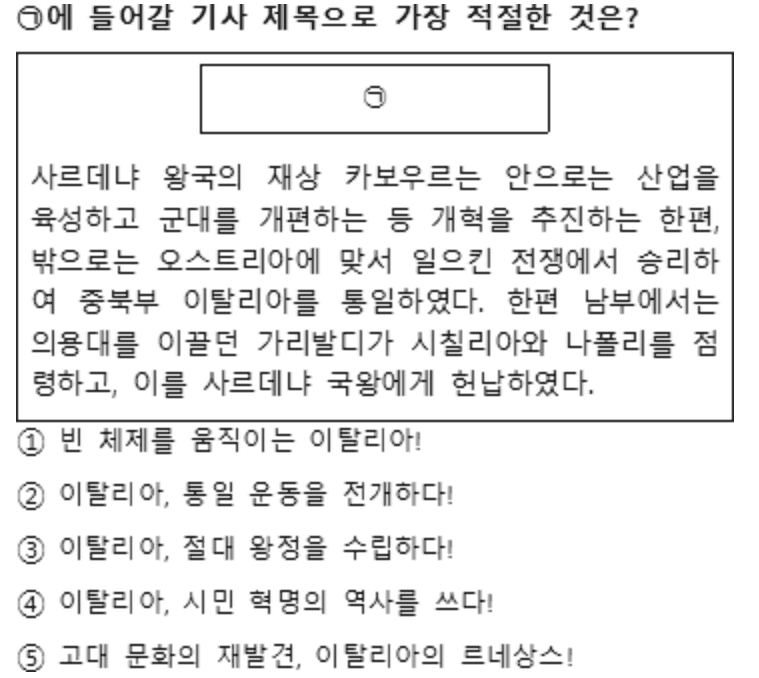 ㉠에 들어갈 기사 제목으로 가장 적절한 것은?
㉠
사르데냐 왕국의 재상 카보우르는 안으로는 산업을
육성하고 군대를 개편하는 등 개혁을 추진하는 한편,
밖으로는 오스트리아에 맞서 일으킨 전쟁에서 승리하
여 중북부 이탈리아를 통일하였다. 한편 남부에서는
의용대를 이끌던 가리발디가 시칠리아와 나폴리를 점
령하고, 이를 사르데냐 국왕에게 헌납하였다.
① 빈 체제를 움직이는 이탈리아!
② 이탈리아, 통일 운동을 전개하다!
③ 이탈리아, 절대 왕정을 수립하다!
④ 이탈리아, 시민 혁명의 역사를 쓰다!
⑤ 고대 문화의 재발견, 이탈리아의 르네상스!